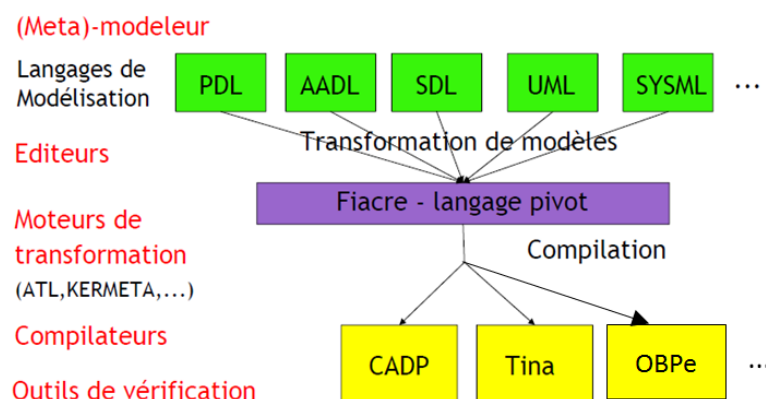 (Meta)-modeleur
Langages de
Modélisation
PDL AADL SDL UML SYSML ...
Transformation de modèles
Editeurs
Fiacre - langage pivot
Moteurs de
transformation
(ATL,KERMETA,...)
Compilation
Compilateurs
CADP Tina OBPe ...
Outils de vérification